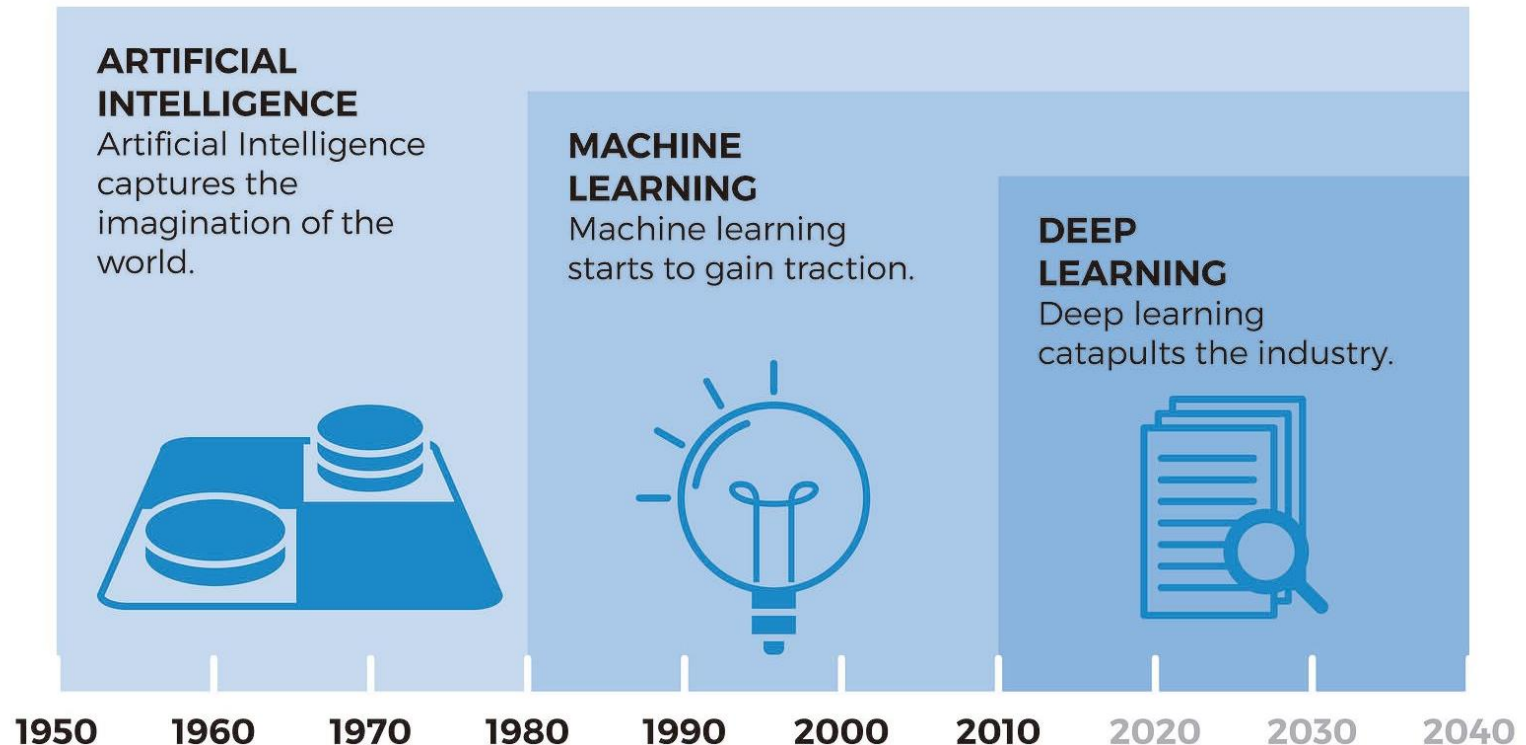 ARTIFICIAL
INTELLIGENCE
Artificial Intelligence
captures the
imagination of the
world.
MACHINE
LEARNING
Machine learning
starts to gain traction.
DEEP
LEARNING
Deep learning
catapults the industry.
1950 1960 1970 1980 1990 2000 2010 2020 2030 2040